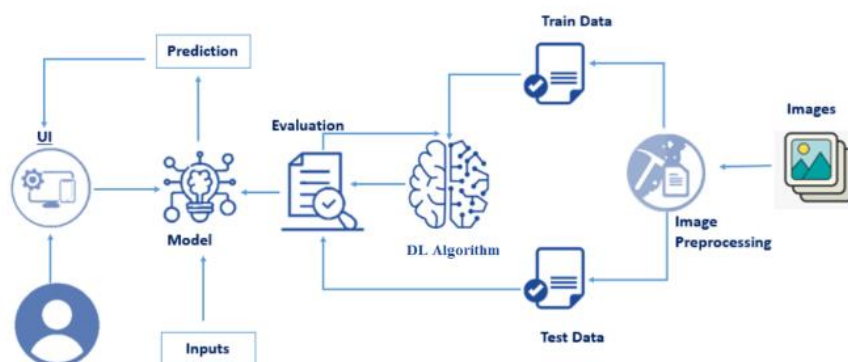 Train Data
Prediction
Images
Evaluation
UI
Image
Preprocessing
Model
DL Algorithm
Test Data
Inputs